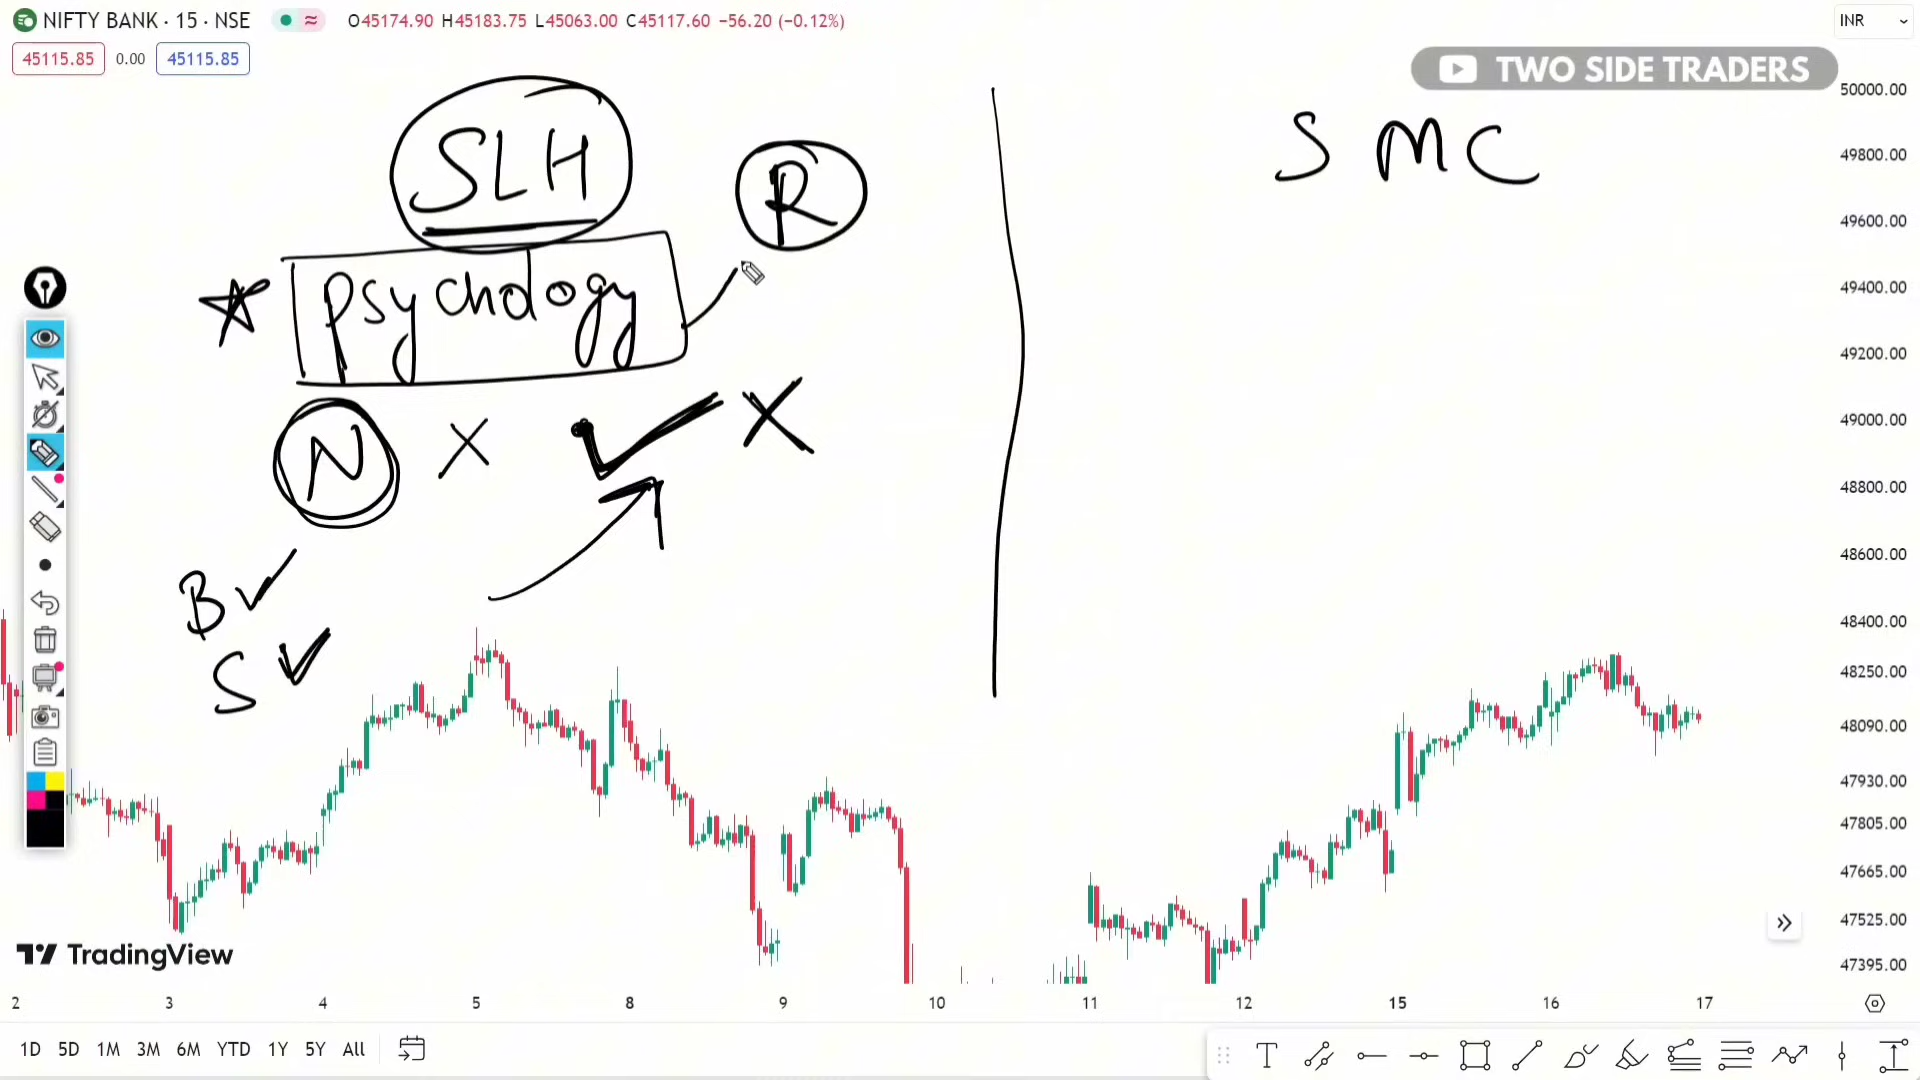 NIFTY BANK · 15 · NSE
O45174.90 H45183.75 L45063.00 C45117.60 −56.20 (−0.12%)
INR
45115.85 0.00 45115.85
TWO SIDE TRADERS
SLH
R
SMC
psychology
N X X
B
S
50000.00
49800.00
49600.00
49400.00
49200.00
49000.00
48800.00
48600.00
48400.00
48250.00
48090.00
47930.00
47805.00
47665.00
47525.00
47395.00
TradingView
2 3 4 5 8 9 10 11 12 15 16 17
1D 5D 1M 3M 6M YTD 1Y 5Y All